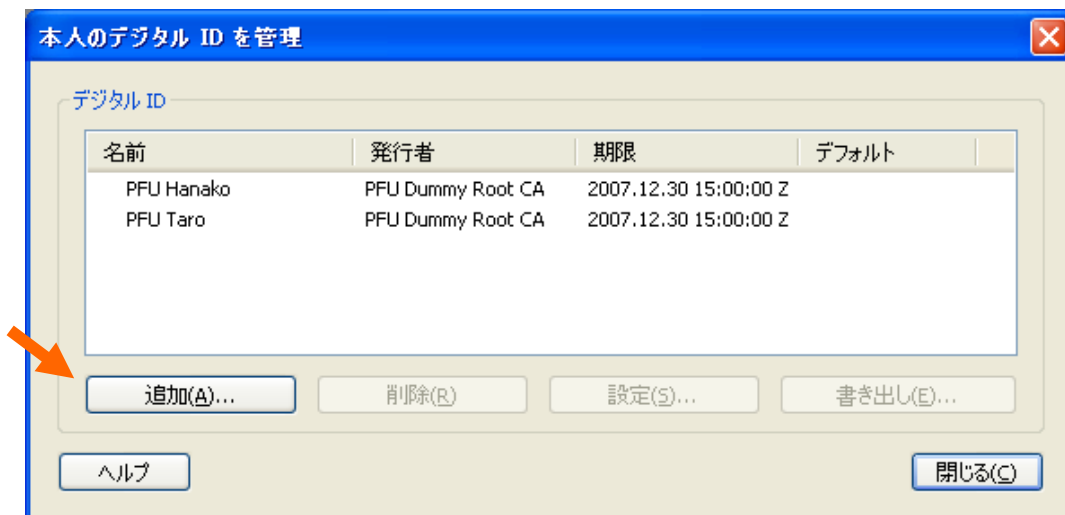 本人のデジタル ID を管理
デジタル ID
名前 発行者 期限 デフォルト
PFU Hanako PFU Dummy Root CA 2007.12.30 15:00:00 Z
PFU Taro PFU Dummy Root CA 2007.12.30 15:00:00 Z
追加(A)... 削除(R) 設定(S)... 書き出し(E)...
ヘルプ 閉じる(C)